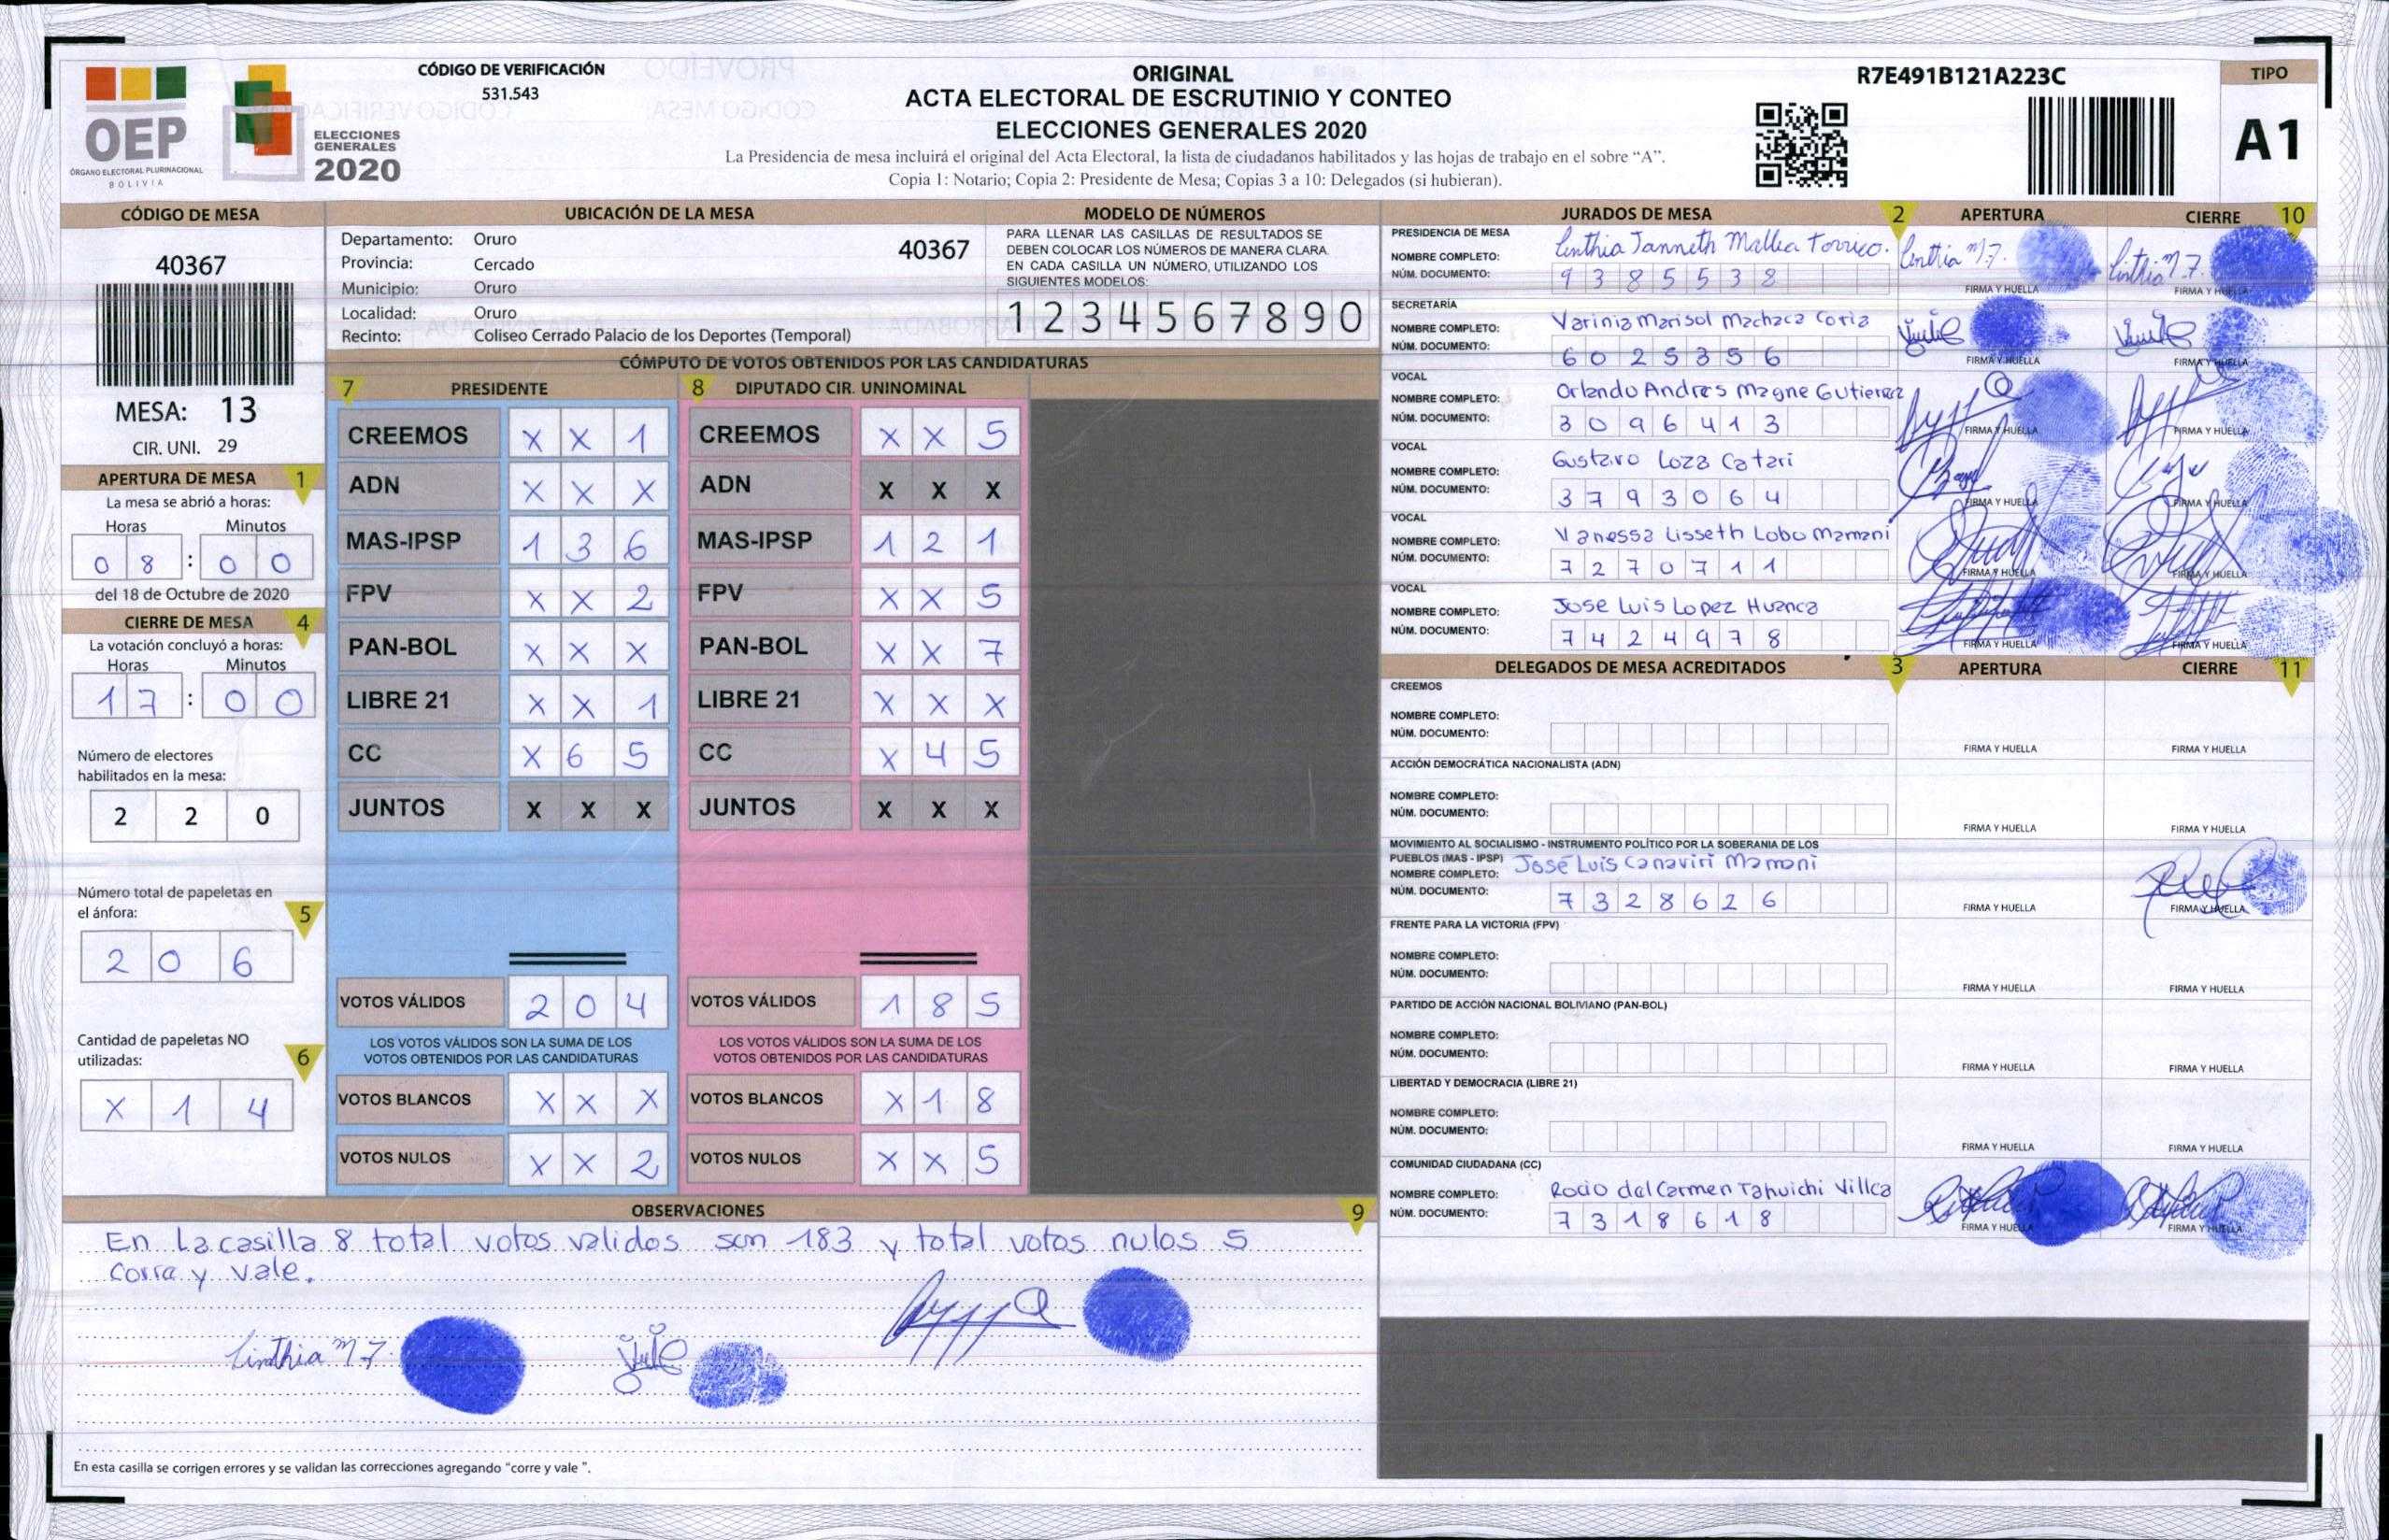 CÓDIGO DE VERIFICACIÓN
531.543
OEP
ÓRGANO ELECTORAL PLURINACIONAL
BOLIVIA
ELECCIONES
GENERALES
2020
ORIGINAL
ACTA ELECTORAL DE ESCRUTINIO Y CONTEO
ELECCIONES GENERALES 2020
La Presidencia de mesa incluirá el original del Acta Electoral, la lista de ciudadanos habilitados y las hojas de trabajo en el sobre “A”.
Copia 1: Notario; Copia 2: Presidente de Mesa; Copias 3 a 10: Delegados (si hubieran).
R7E491B121A223C
TIPO
A1
CÓDIGO DE MESA
40367
MESA: 13
CIR. UNI. 29
APERTURA DE MESA 1
La mesa se abrió a horas:
Horas Minutos
0 8 : 0 0
del 18 de Octubre de 2020
CIERRE DE MESA 4
La votación concluyó a horas:
Horas Minutos
1 7 : 0 0
Número de electores
habilitados en la mesa:
2 2 0
Número total de papeletas en
el ánfora: 5
2 0 6
Cantidad de papeletas NO
utilizadas: 6
X 1 4
UBICACIÓN DE LA MESA
Departamento: Oruro 40367
Provincia: Cercado
Municipio: Oruro
Localidad: Oruro
Recinto: Coliseo Cerrado Palacio de los Deportes (Temporal)
MODELO DE NÚMEROS
PARA LLENAR LAS CASILLAS DE RESULTADOS SE
DEBEN COLOCAR LOS NÚMEROS DE MANERA CLARA.
EN CADA CASILLA UN NÚMERO, UTILIZANDO LOS
SIGUIENTES MODELOS:
1 2 3 4 5 6 7 8 9 0
CÓMPUTO DE VOTOS OBTENIDOS POR LAS CANDIDATURAS
7 PRESIDENTE 8 DIPUTADO CIR. UNINOMINAL
CREEMOS X X 1 CREEMOS X X 5
ADN X X X ADN X X X
MAS-IPSP 1 3 6 MAS-IPSP 1 2 1
FPV X X 2 FPV X X 5
PAN-BOL X X X PAN-BOL X X 7
LIBRE 21 X X 1 LIBRE 21 X X X
CC X 6 5 CC X 4 5
JUNTOS X X X JUNTOS X X X
VOTOS VÁLIDOS 2 0 4 VOTOS VÁLIDOS 1 8 5
LOS VOTOS VÁLIDOS SON LA SUMA DE LOS LOS VOTOS VÁLIDOS SON LA SUMA DE LOS
VOTOS OBTENIDOS POR LAS CANDIDATURAS VOTOS OBTENIDOS POR LAS CANDIDATURAS
VOTOS BLANCOS X X X VOTOS BLANCOS X 1 8
VOTOS NULOS X X 2 VOTOS NULOS X X 5
OBSERVACIONES 9
En la casilla 8 total votos validos son 183 y total votos nulos 5
corra y vale.
Cinthia M T
En esta casilla se corrigen errores y se validan las correcciones agregando “corre y vale ”.
JURADOS DE MESA 2 APERTURA CIERRE 10
PRESIDENCIA DE MESA
NOMBRE COMPLETO: Cinthia Janneth Mallea Torrico.
NÚM. DOCUMENTO: 9 3 8 5 5 3 8
FIRMA Y HUELLA FIRMA Y HUELLA
SECRETARÍA
NOMBRE COMPLETO: Varinia Marisol Machaca Coria
NÚM. DOCUMENTO: 6 0 2 5 3 5 6
FIRMA Y HUELLA FIRMA Y HUELLA
VOCAL
NOMBRE COMPLETO: Orlando Andres Magne Gutierrez
NÚM. DOCUMENTO: 3 0 9 6 4 1 3
FIRMA Y HUELLA FIRMA Y HUELLA
VOCAL
NOMBRE COMPLETO: Gustavo Loza Catari
NÚM. DOCUMENTO: 3 7 9 3 0 6 4
FIRMA Y HUELLA FIRMA Y HUELLA
VOCAL
NOMBRE COMPLETO: Vanessa Lisseth Lobo Mamani
NÚM. DOCUMENTO: 7 2 7 0 7 1 1
FIRMA Y HUELLA FIRMA Y HUELLA
VOCAL
NOMBRE COMPLETO: Jose Luis Lopez Huanca
NÚM. DOCUMENTO: 7 4 2 4 9 7 8
FIRMA Y HUELLA FIRMA Y HUELLA
DELEGADOS DE MESA ACREDITADOS 3 APERTURA CIERRE 11
CREEMOS
NOMBRE COMPLETO:
NÚM. DOCUMENTO:
FIRMA Y HUELLA FIRMA Y HUELLA
ACCIÓN DEMOCRÁTICA NACIONALISTA (ADN)
NOMBRE COMPLETO:
NÚM. DOCUMENTO:
FIRMA Y HUELLA FIRMA Y HUELLA
MOVIMIENTO AL SOCIALISMO - INSTRUMENTO POLÍTICO POR LA SOBERANIA DE LOS
PUEBLOS (MAS - IPSP)
NOMBRE COMPLETO: José Luis Canaviri Mamani
NÚM. DOCUMENTO: 7 3 2 8 6 2 6
FIRMA Y HUELLA FIRMA Y HUELLA
FRENTE PARA LA VICTORIA (FPV)
NOMBRE COMPLETO:
NÚM. DOCUMENTO:
FIRMA Y HUELLA FIRMA Y HUELLA
PARTIDO DE ACCIÓN NACIONAL BOLIVIANO (PAN-BOL)
NOMBRE COMPLETO:
NÚM. DOCUMENTO:
FIRMA Y HUELLA FIRMA Y HUELLA
LIBERTAD Y DEMOCRACIA (LIBRE 21)
NOMBRE COMPLETO:
NÚM. DOCUMENTO:
FIRMA Y HUELLA FIRMA Y HUELLA
COMUNIDAD CIUDADANA (CC)
NOMBRE COMPLETO: Rocio del Carmen Tahuichi Villca
NÚM. DOCUMENTO: 7 3 1 8 6 1 8
FIRMA Y HUELLA FIRMA Y HUELLA